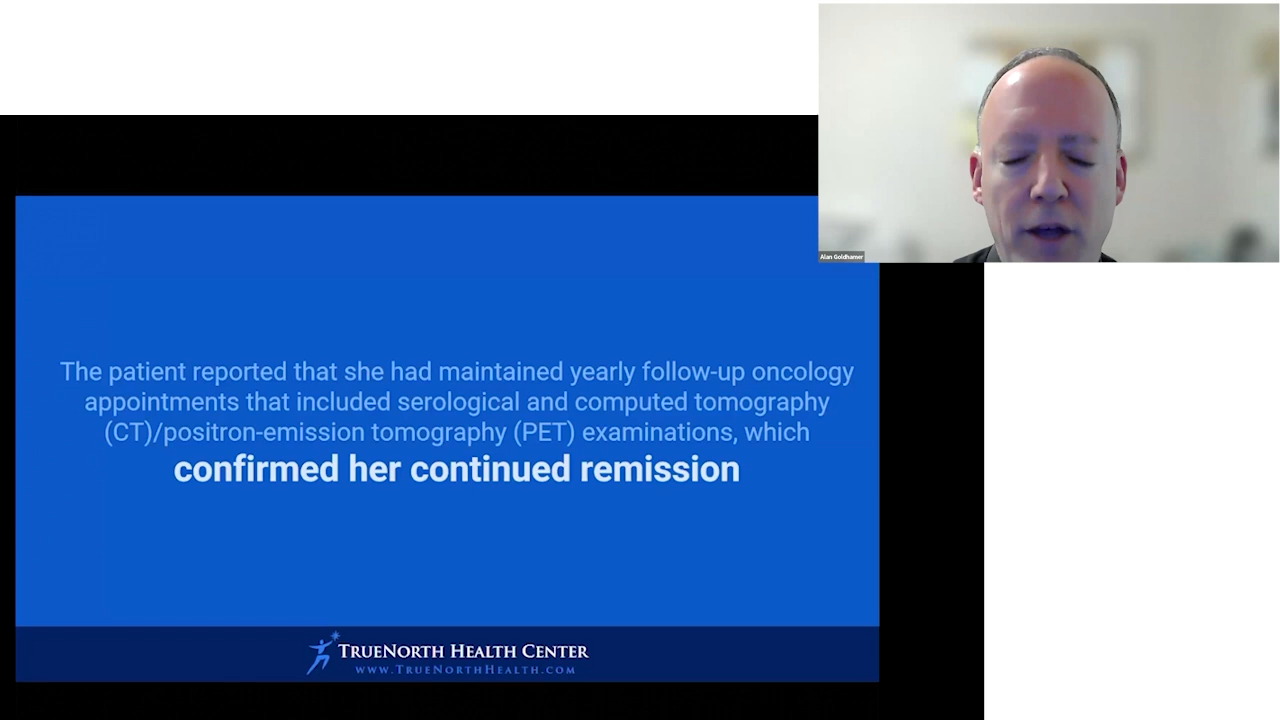 Alan Goldhamer
The patient reported that she had maintained yearly follow-up oncology
appointments that included serological and computed tomography
(CT)/positron-emission tomography (PET) examinations, which
confirmed her continued remission
TRUENORTH HEALTH CENTER
WWW.TRUENORTHHEALTH.COM